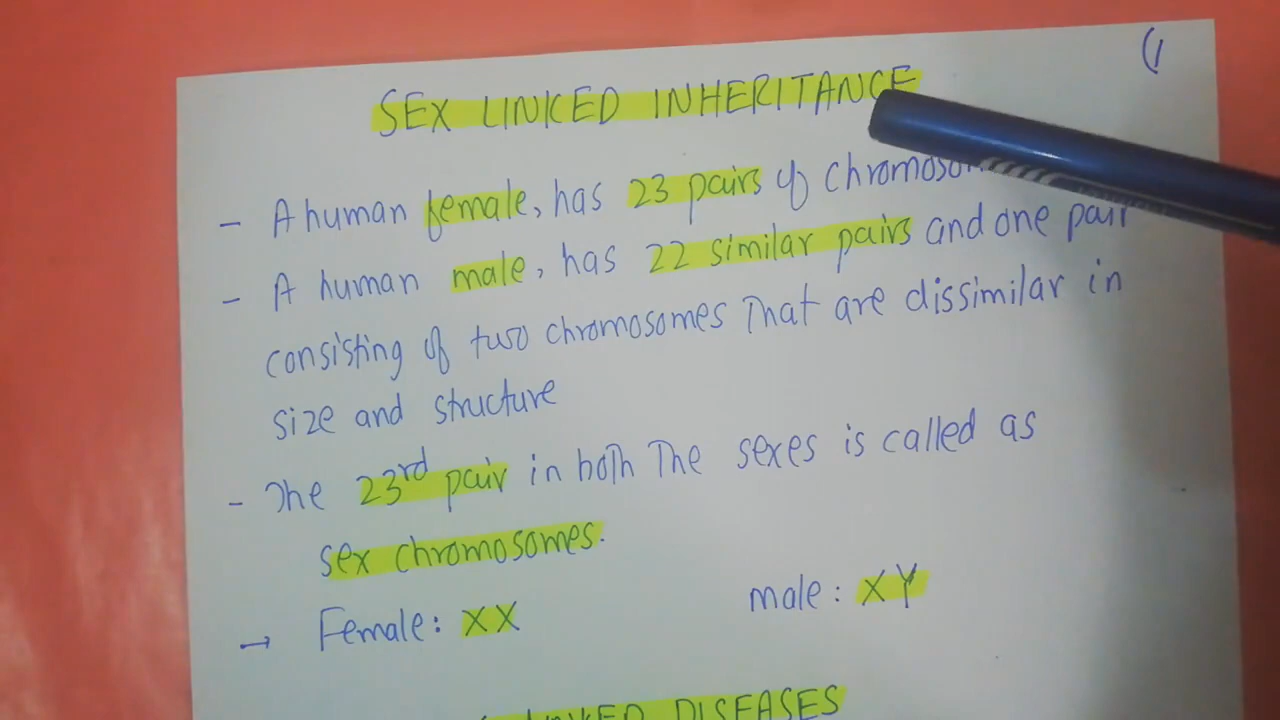 (1
SEX LINKED INHERITANCE
- A human female, has 23 pairs of
- A human male, has 22 similar pairs and one pair
consisting of two chromosomes That are dissimilar in
size and structure
- The 23rd pair in both The sexes is called as
sex chromosomes.
→ Female: XX male: XY
LINKED DISEASES